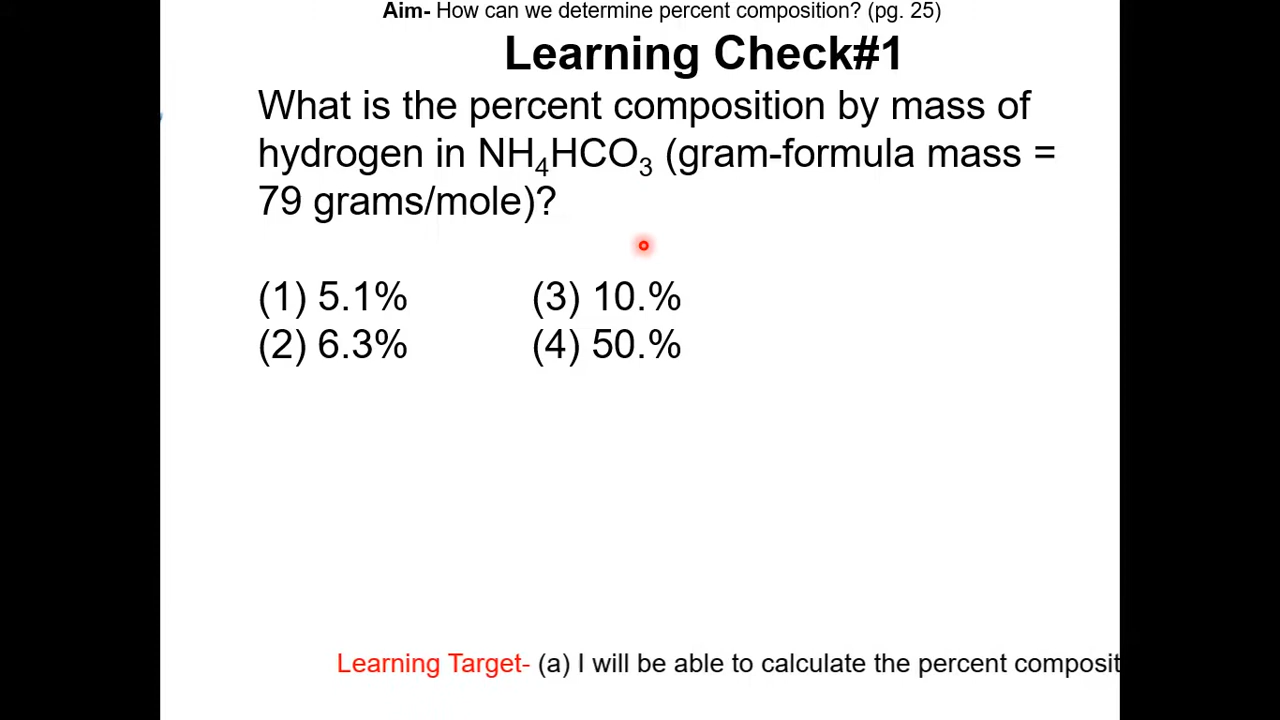 Aim- How can we determine percent composition? (pg. 25)
Learning Check#1
What is the percent composition by mass of
hydrogen in NH₄HCO₃ (gram-formula mass =
79 grams/mole)?
(1) 5.1% (3) 10.%
(2) 6.3% (4) 50.%
Learning Target- (a) I will be able to calculate the percent composit